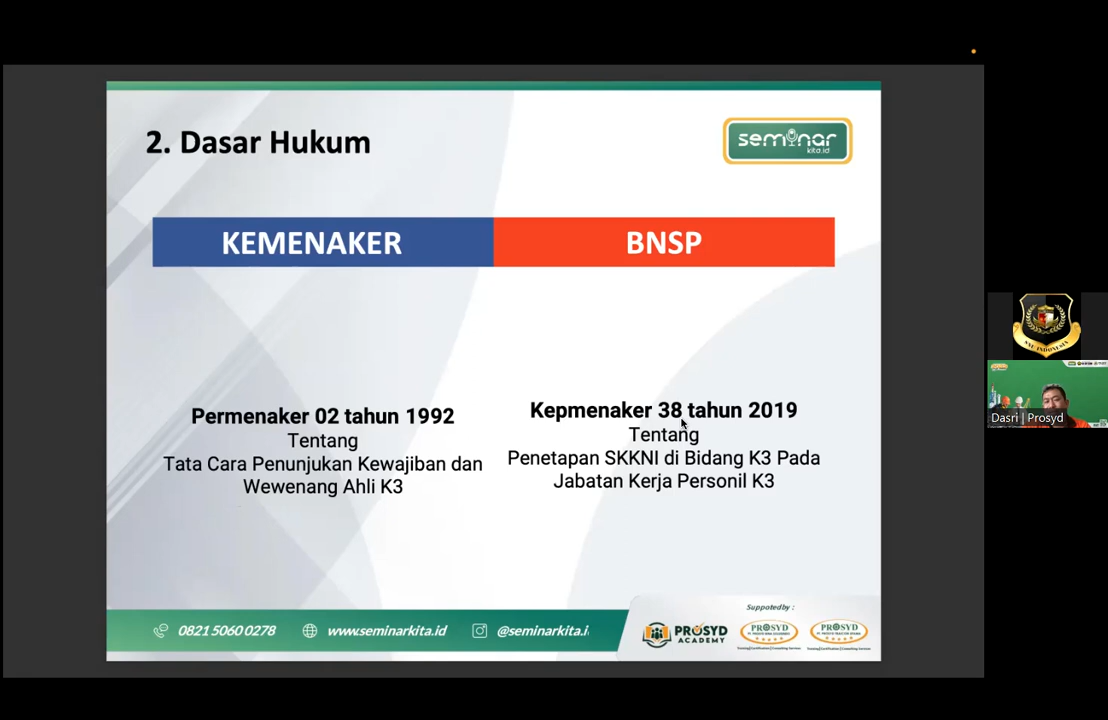 2. Dasar Hukum
seminar
kita.id
KEMENAKER
BNSP
Permenaker 02 tahun 1992
Tentang
Tata Cara Penunjukan Kewajiban dan
Wewenang Ahli K3
Kepmenaker 38 tahun 2019
Tentang
Penetapan SKKNI di Bidang K3 Pada
Jabatan Kerja Personil K3
Dasri | Prosyd
0821 5060 0278
www.seminarkita.id
@seminarkita.i
Suppoted by :
PROSYD
ACADEMY
PROSYD
PROSYD